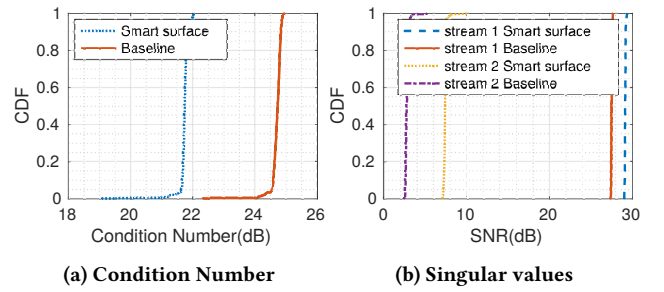 1
0.8
0.6
0.4
0.2
0
CDF
Smart surface
Baseline
18 20 22 24 26
Condition Number(dB)
(a) Condition Number
1
0.8
0.6
0.4
0.2
0
CDF
stream 1 Smart surface
stream 1 Baseline
stream 2 Smart surface
stream 2 Baseline
0 10 20 30
SNR(dB)
(b) Singular values